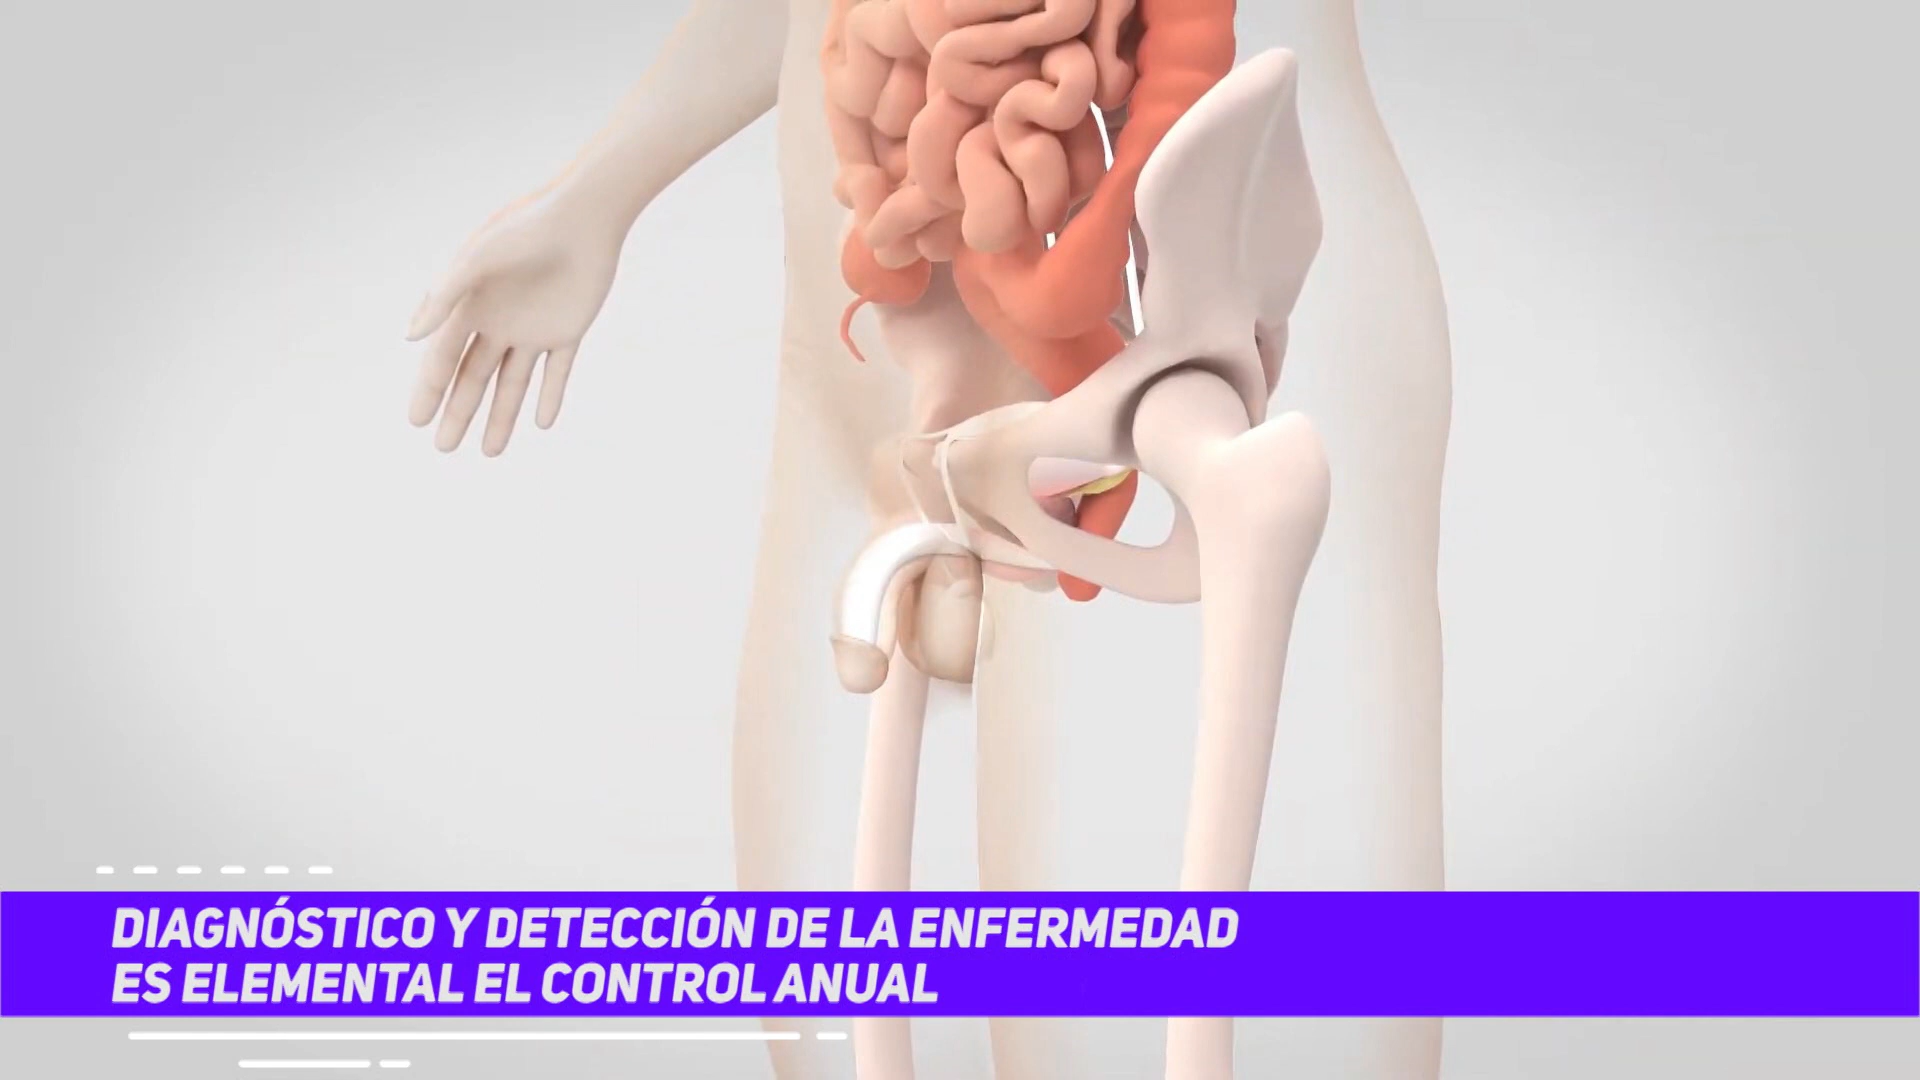 DIAGNÓSTICO Y DETECCIÓN DE LA ENFERMEDAD
ES ELEMENTAL EL CONTROL ANUAL